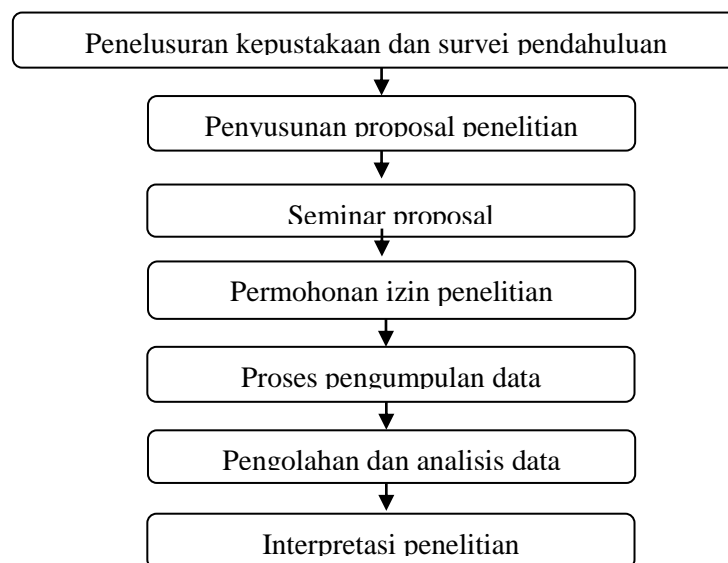 Penelusuran kepustakaan dan survei pendahuluan
Penyusunan proposal penelitian
Seminar proposal
Permohonan izin penelitian
Proses pengumpulan data
Pengolahan dan analisis data
Interpretasi penelitian